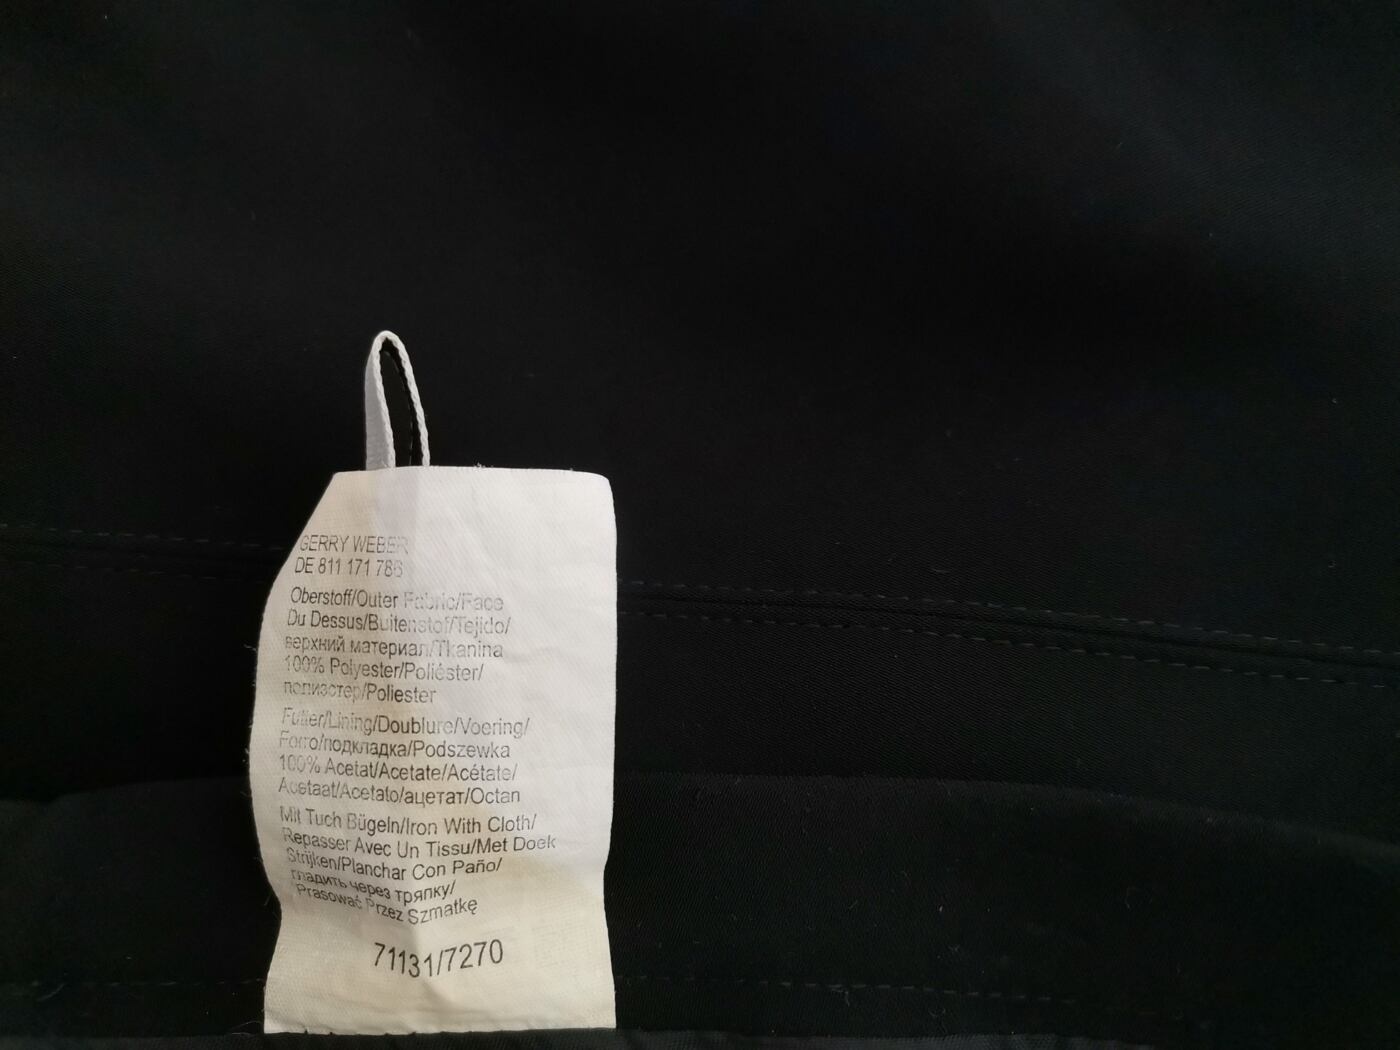 GERRY WEBER
DE 811 171 786
Oberstoff/Outer Fabric/Face
Du Dessus/Buitenstof/Tejido/
верхний материал/Tkanina
100% Polyester/Poliéster/
полиэстер/Poliester
Futter/Lining/Doublure/Voering/
Forro/подкладка/Podszewka
100% Acetat/Acetate/Acétate/
Acetaat/Acetato/ацетат/Octan
Mit Tuch Bügeln/Iron With Cloth/
Repasser Avec Un Tissu/Met Doek
Strijken/Planchar Con Paño/
гладить через тряпку/
Prasować Przez Szmatkę
71131/7270